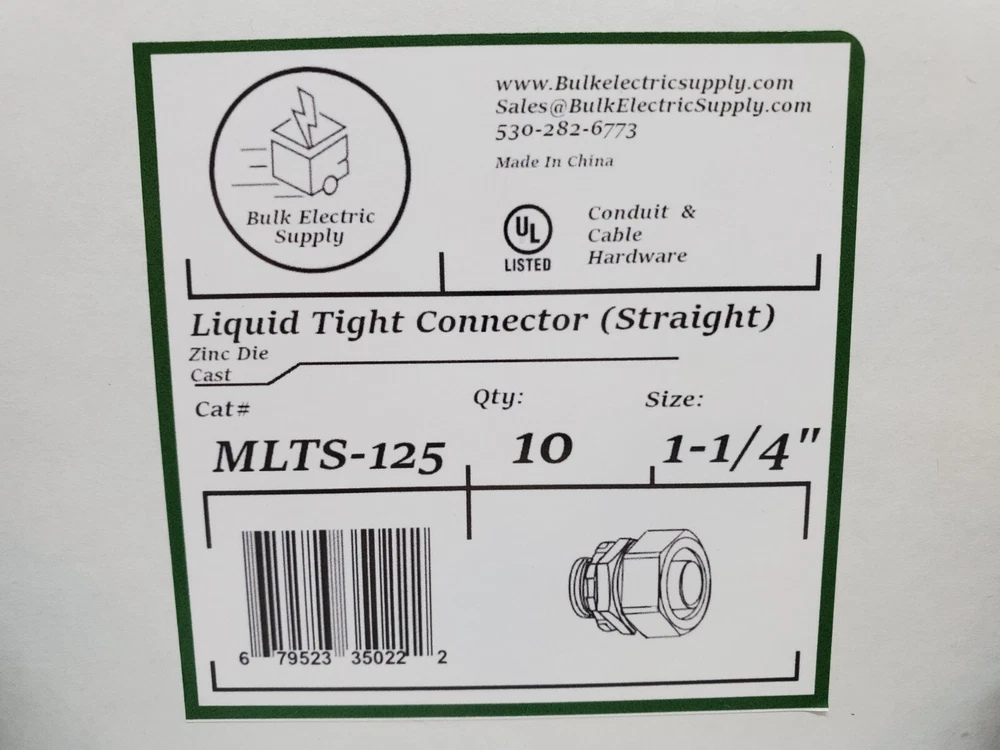 Bulk Electric
Supply
www.Bulkelectricsupply.com
Sales@BulkElectricSupply.com
530-282-6773
Made In China
UL
LISTED
Conduit &
Cable
Hardware
Liquid Tight Connector (Straight)
Zinc Die
Cast
Cat#
Qty:
Size:
MLTS-125
10
1-1/4"
6 79523 35022 2